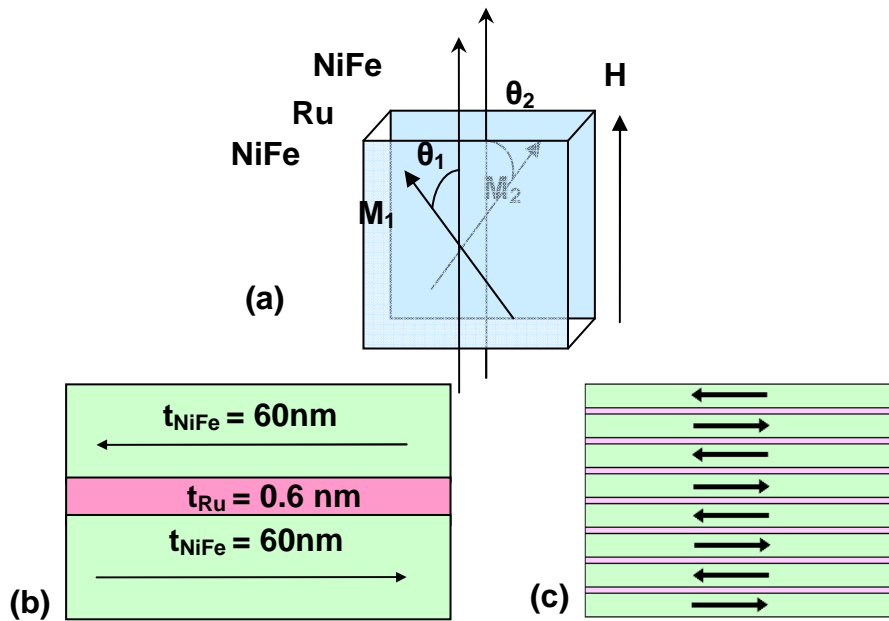 NiFe
Ru
NiFe
θ₂
H
θ₁
M₁
M₂
(a)
tNiFe = 60nm
tRu = 0.6 nm
tNiFe = 60nm
(b)
(c)